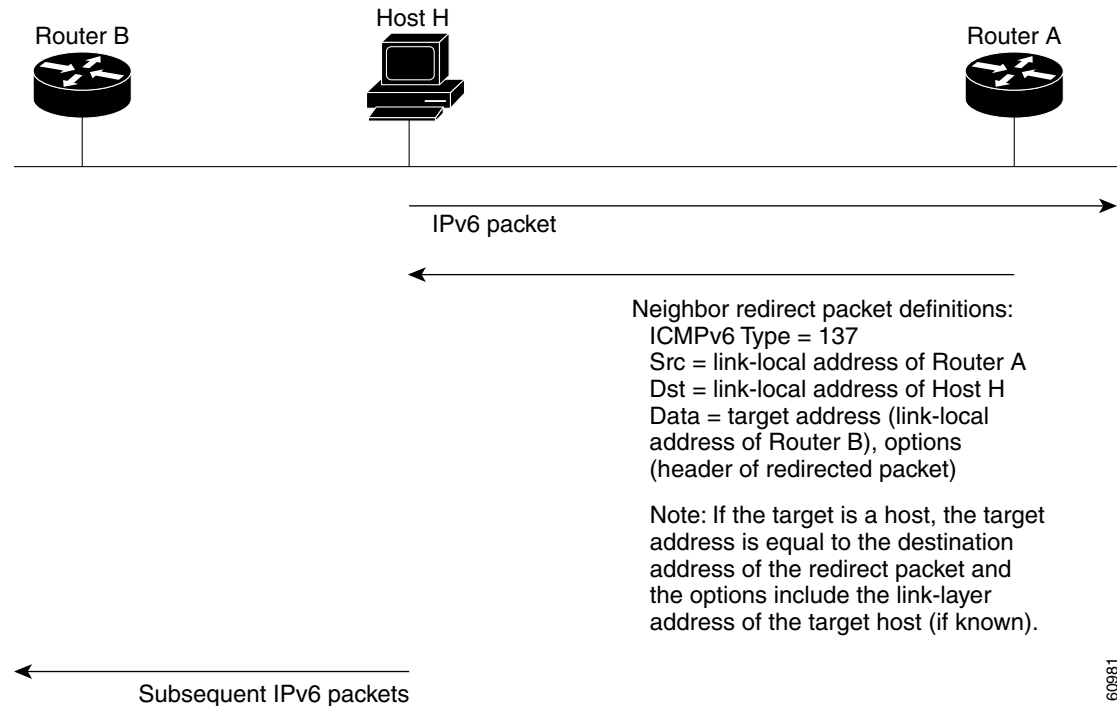 Router B
Host H
Router A
IPv6 packet
Neighbor redirect packet definitions:
ICMPv6 Type = 137
Src = link-local address of Router A
Dst = link-local address of Host H
Data = target address (link-local
address of Router B), options
(header of redirected packet)
Note: If the target is a host, the target
address is equal to the destination
address of the redirect packet and
the options include the link-layer
address of the target host (if known).
Subsequent IPv6 packets
60981